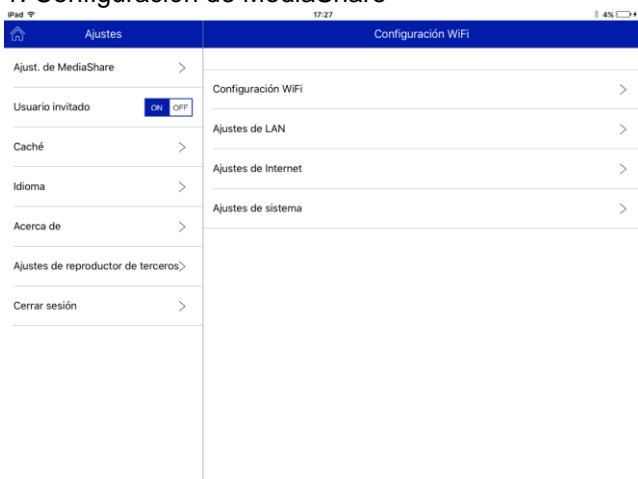 1. Configuración de MediaShare
iPad 17:27 4%
Ajustes
Configuración WiFi
Ajust. de MediaShare
Usuario invitado ON OFF
Caché
Idioma
Acerca de
Ajustes de reproductor de terceros
Cerrar sesión
Configuración WiFi
Ajustes de LAN
Ajustes de Internet
Ajustes de sistema